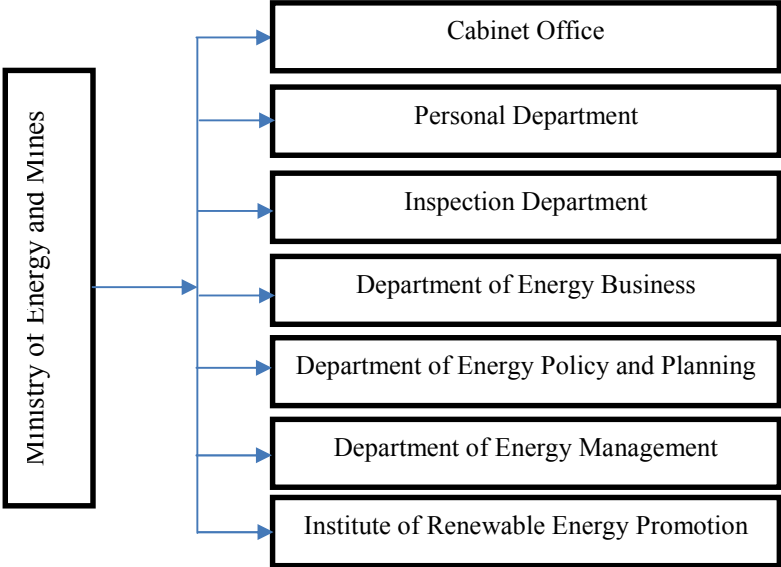 Ministry of Energy and Mines
Cabinet Office
Personal Department
Inspection Department
Department of Energy Business
Department of Energy Policy and Planning
Department of Energy Management
Institute of Renewable Energy Promotion